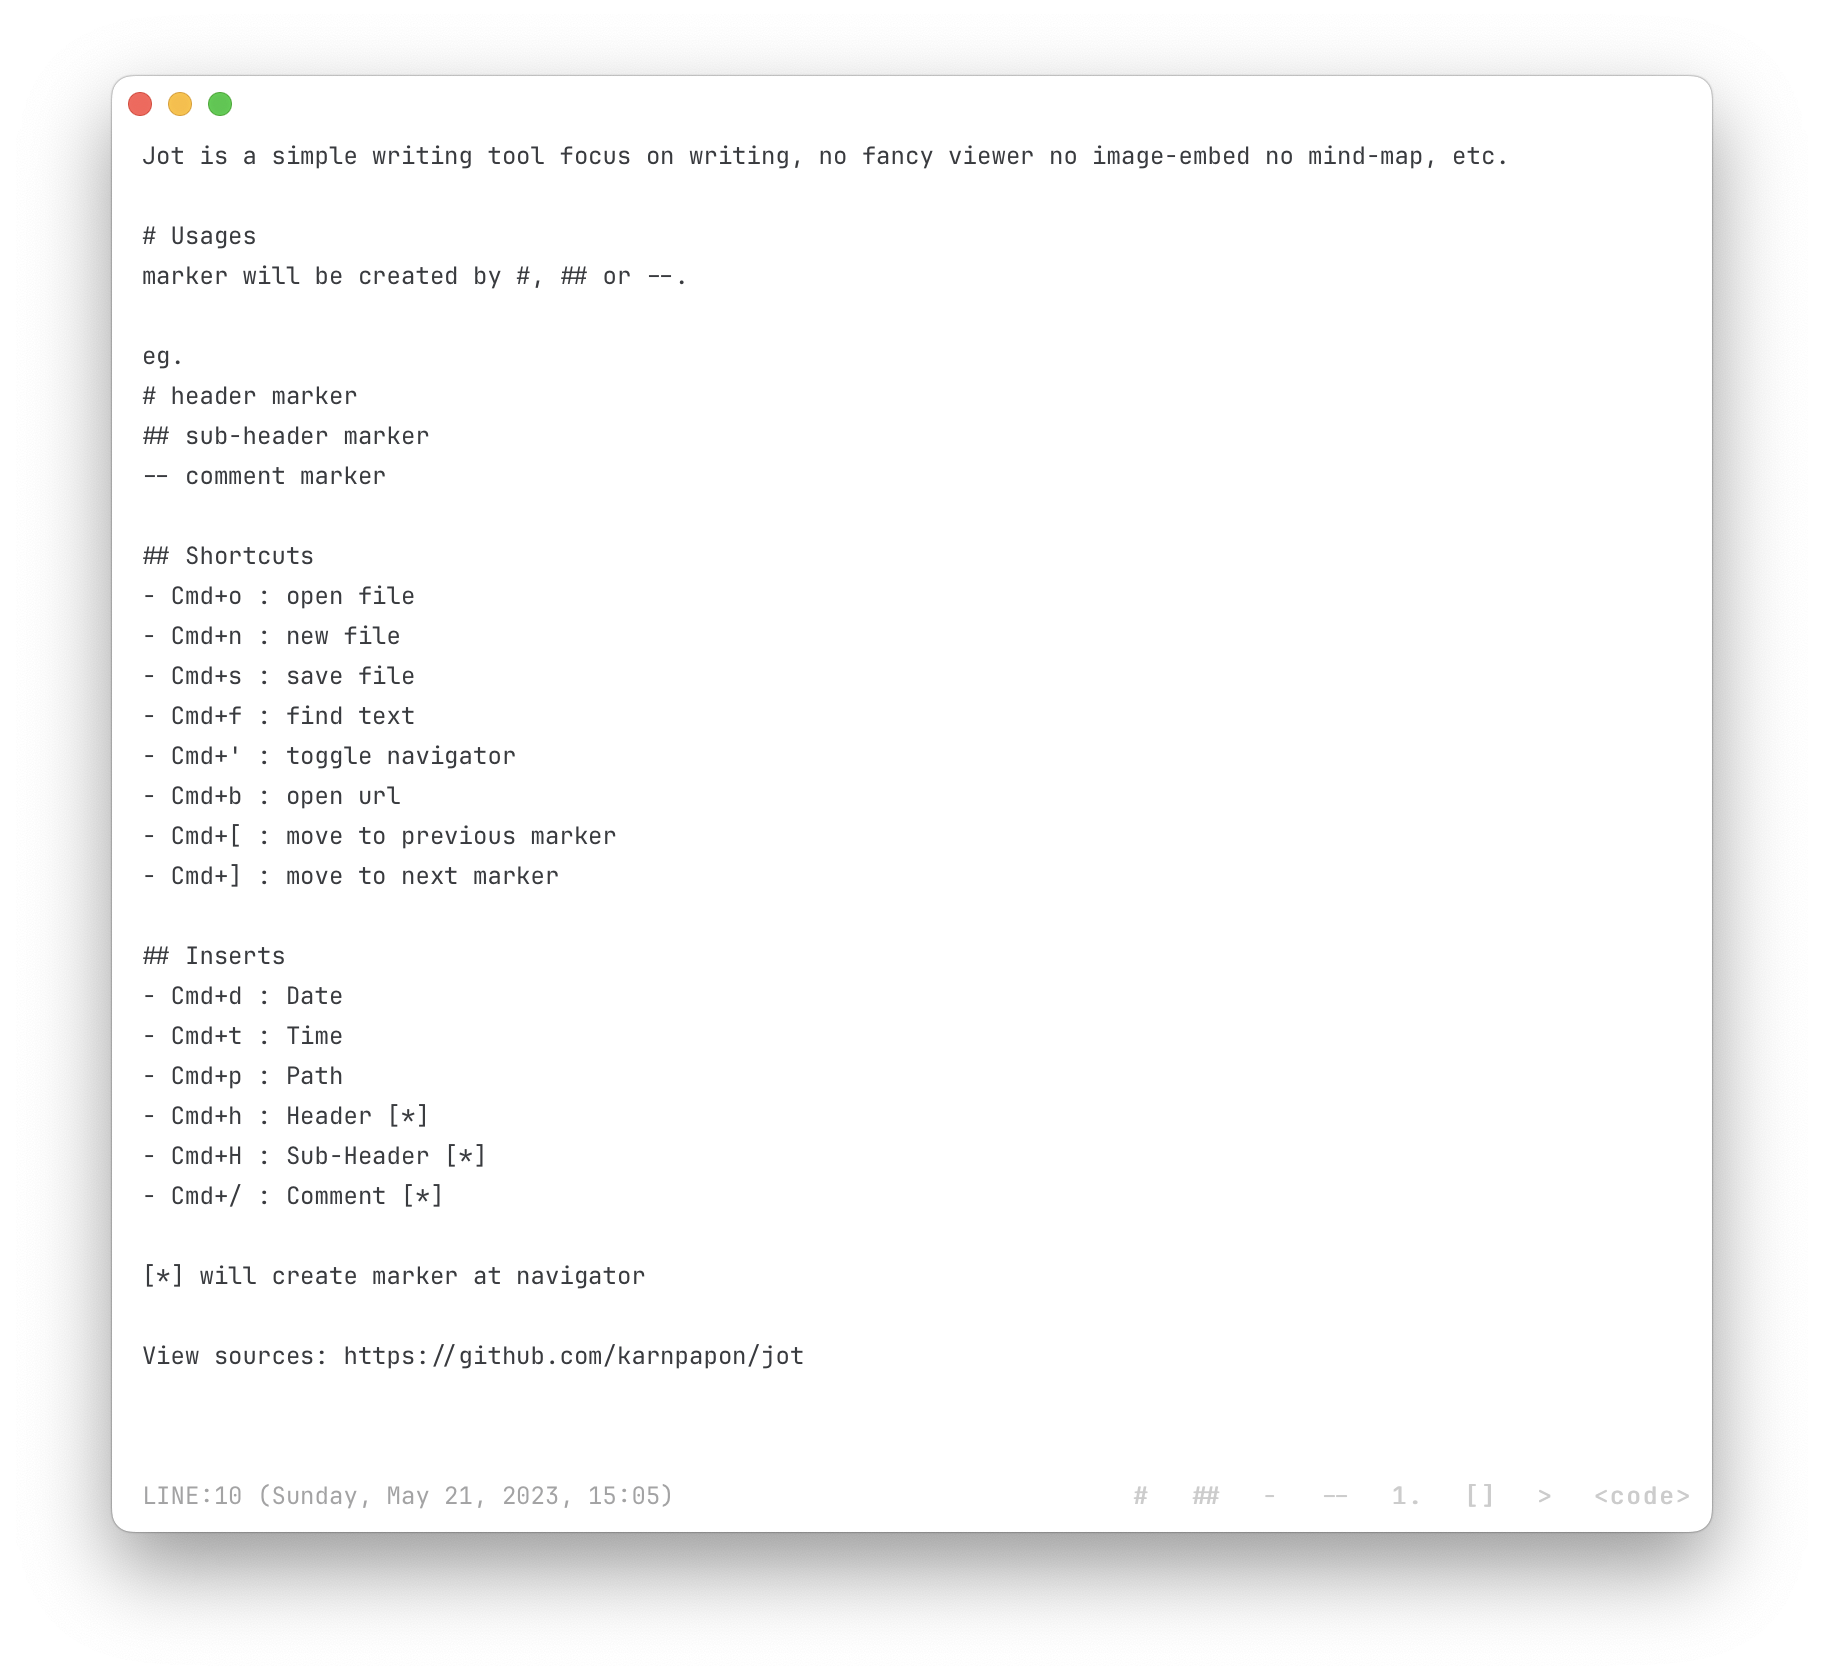 Jot is a simple writing tool focus on writing, no fancy viewer no image-embed no mind-map, etc.
# Usages
marker will be created by #, ## or --.
eg.
# header marker
## sub-header marker
-- comment marker
## Shortcuts
- Cmd+o : open file
- Cmd+n : new file
- Cmd+s : save file
- Cmd+f : find text
- Cmd+' : toggle navigator
- Cmd+b : open url
- Cmd+[ : move to previous marker
- Cmd+] : move to next marker
## Inserts
- Cmd+d : Date
- Cmd+t : Time
- Cmd+p : Path
- Cmd+h : Header [*]
- Cmd+H : Sub-Header [*]
- Cmd+/ : Comment [*]
[*] will create marker at navigator
View sources: https://github.com/karnpapon/jot
LINE:10 (Sunday, May 21, 2023, 15:05) # ## - -- 1. [] > <code>